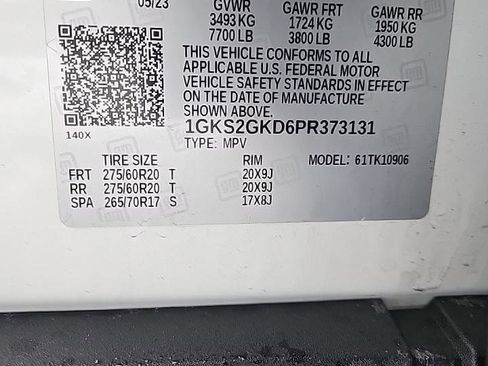 05/23 GVWR GAWR FRT GAWR RR
3493 KG 1724 KG 1950 KG
7700 LB 3800 LB 4300 LB
THIS VEHICLE CONFORMS TO ALL
APPLICABLE U.S. FEDERAL MOTOR
VEHICLE SAFETY STANDARDS IN EFFECT
ON THE DATE OF MANUFACTURE
SHOWN ABOVE.
140X
1GKS2GKD6PR373131
TYPE: MPV
TIRE SIZE RIM MODEL: 61TK10906
FRT 275/60R20 T 20X9J
RR 275/60R20 T 20X9J
SPA 265/70R17 S 17X8J